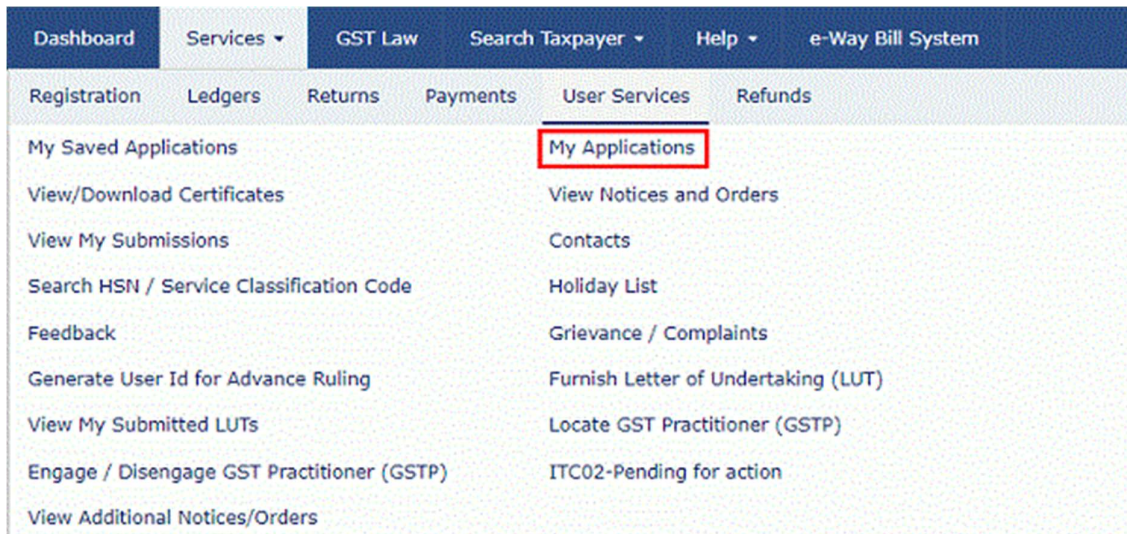 Dashboard Services GST Law Search Taxpayer Help e-Way Bill System
Registration Ledgers Returns Payments User Services Refunds
My Saved Applications My Applications
View/Download Certificates View Notices and Orders
View My Submissions Contacts
Search HSN / Service Classification Code Holiday List
Feedback Grievance / Complaints
Generate User Id for Advance Ruling Furnish Letter of Undertaking (LUT)
View My Submitted LUTs Locate GST Practitioner (GSTP)
Engage / Disengage GST Practitioner (GSTP) ITC02-Pending for action
View Additional Notices/Orders